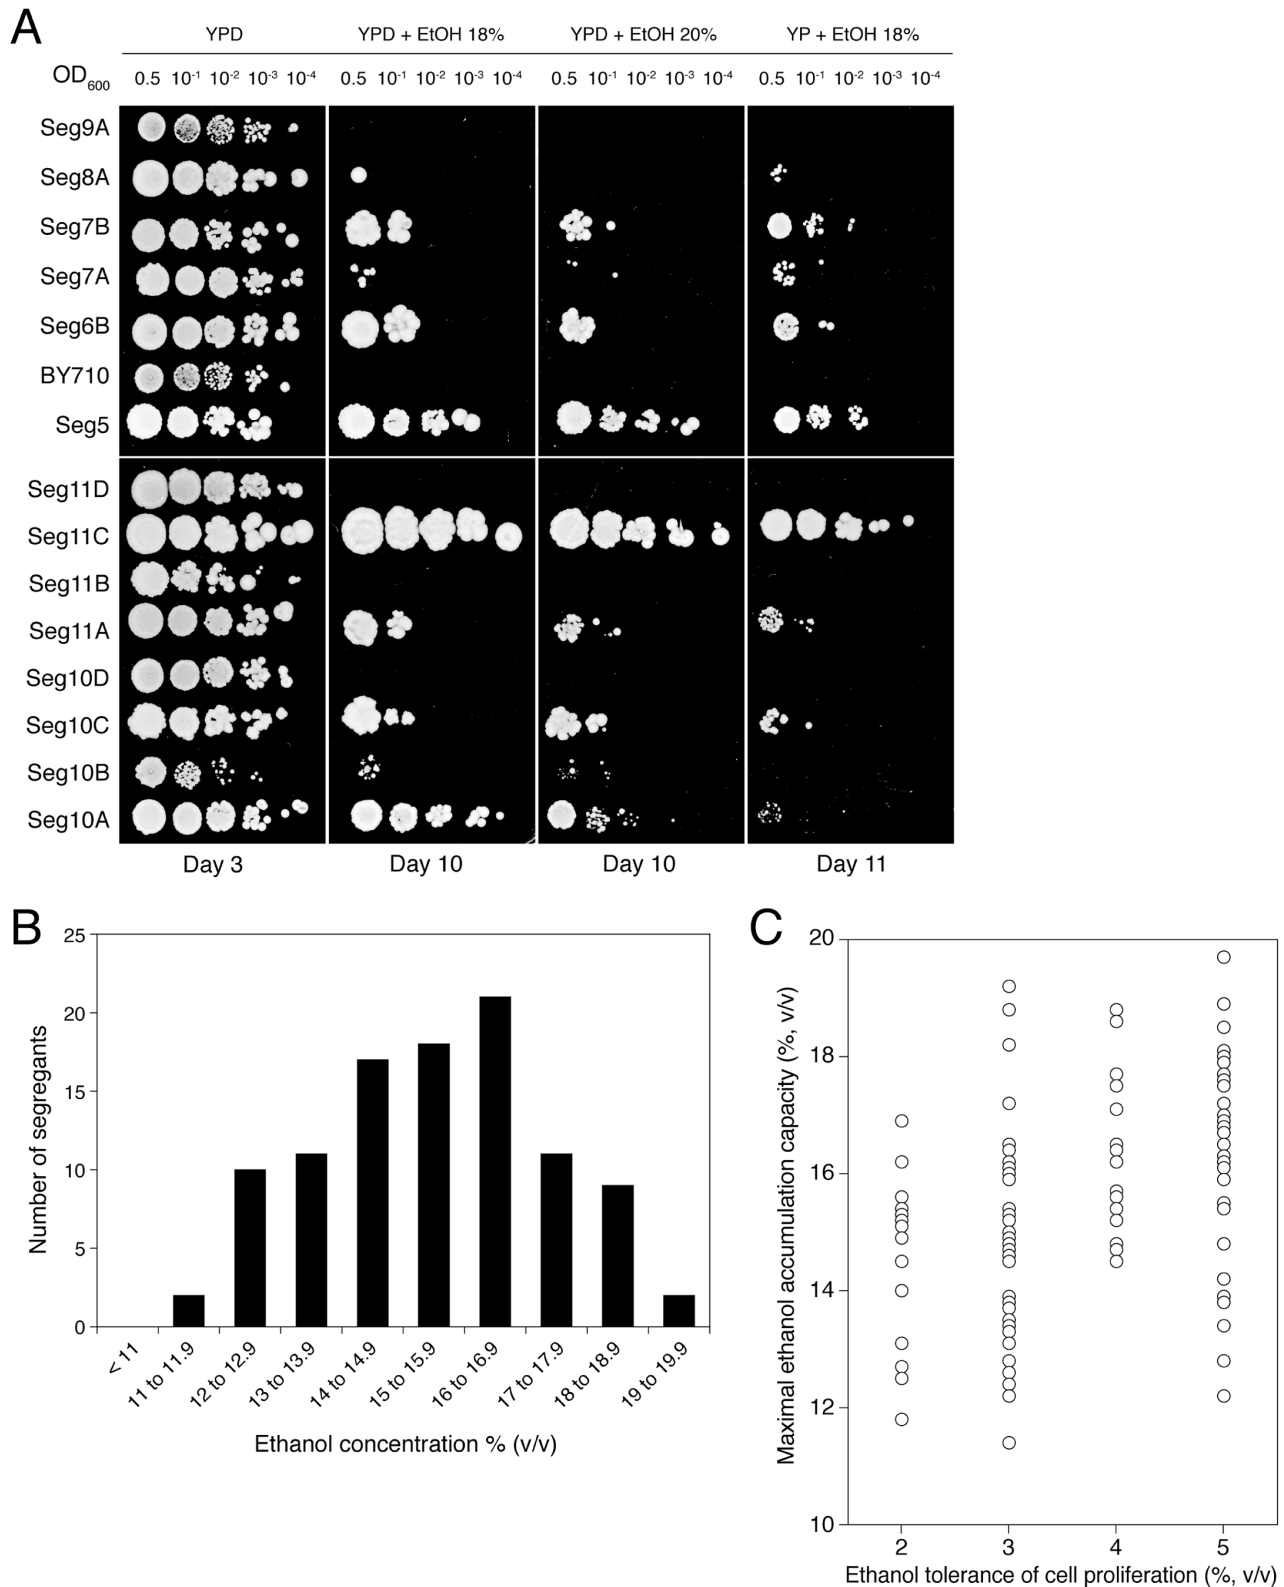 A
YPD YPD + EtOH 18% YPD + EtOH 20% YP + EtOH 18%
OD600 0.5 10-1 10-2 10-3 10-4 0.5 10-1 10-2 10-3 10-4 0.5 10-1 10-2 10-3 10-4 0.5 10-1 10-2 10-3 10-4
Seg9A
Seg8A
Seg7B
Seg7A
Seg6B
BY710
Seg5
Seg11D
Seg11C
Seg11B
Seg11A
Seg10D
Seg10C
Seg10B
Seg10A
Day 3 Day 10 Day 10 Day 11
B
Number of segregants
25
20
15
10
5
0
< 11
11 to 11.9
12 to 12.9
13 to 13.9
14 to 14.9
15 to 15.9
16 to 16.9
17 to 17.9
18 to 18.9
19 to 19.9
Ethanol concentration % (v/v)
C
Maximal ethanol accumulation capacity (%, v/v)
20
18
16
14
12
10
2 3 4 5
Ethanol tolerance of cell proliferation (%, v/v)